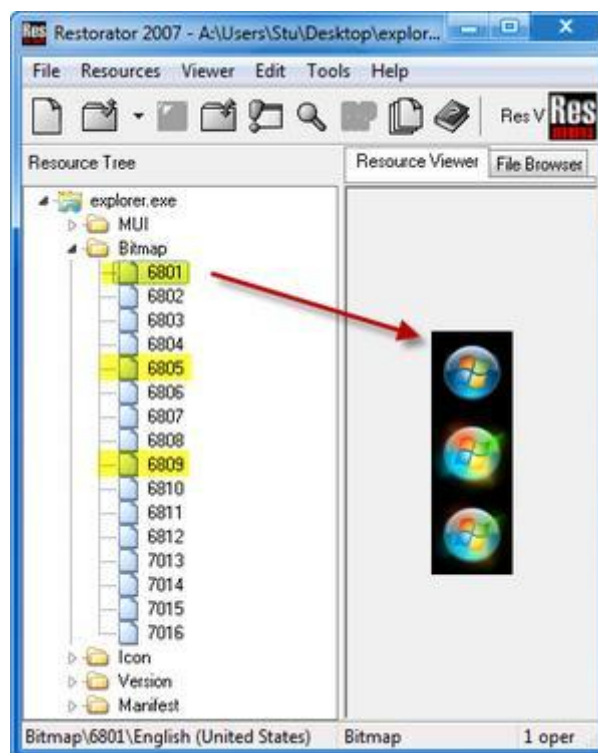 Res Restorator 2007 - A:\Users\Stu\Desktop\explor...
File Resources Viewer Edit Tools Help
Res V Res
Resource Tree
Resource Viewer File Browser
explorer.exe
MUI
Bitmap
6801
6802
6803
6804
6805
6806
6807
6808
6809
6810
6811
6812
7013
7014
7015
7016
Icon
Version
Manifest
Bitmap\6801\English (United States) Bitmap 1 oper